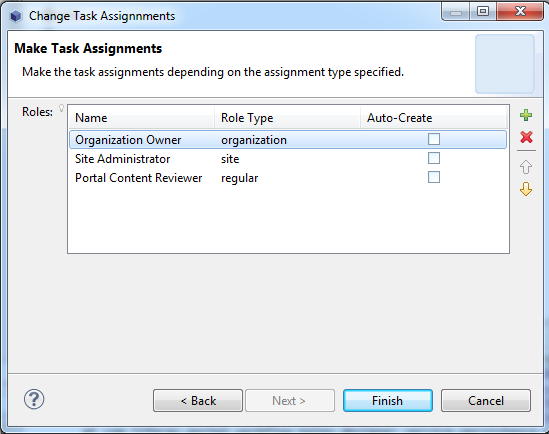 Change Task Assignnments
Make Task Assignments
Make the task assignments depending on the assignment type specified.
Roles:
Name Role Type Auto-Create
Organization Owner organization
Site Administrator site
Portal Content Reviewer regular
? < Back Next > Finish Cancel